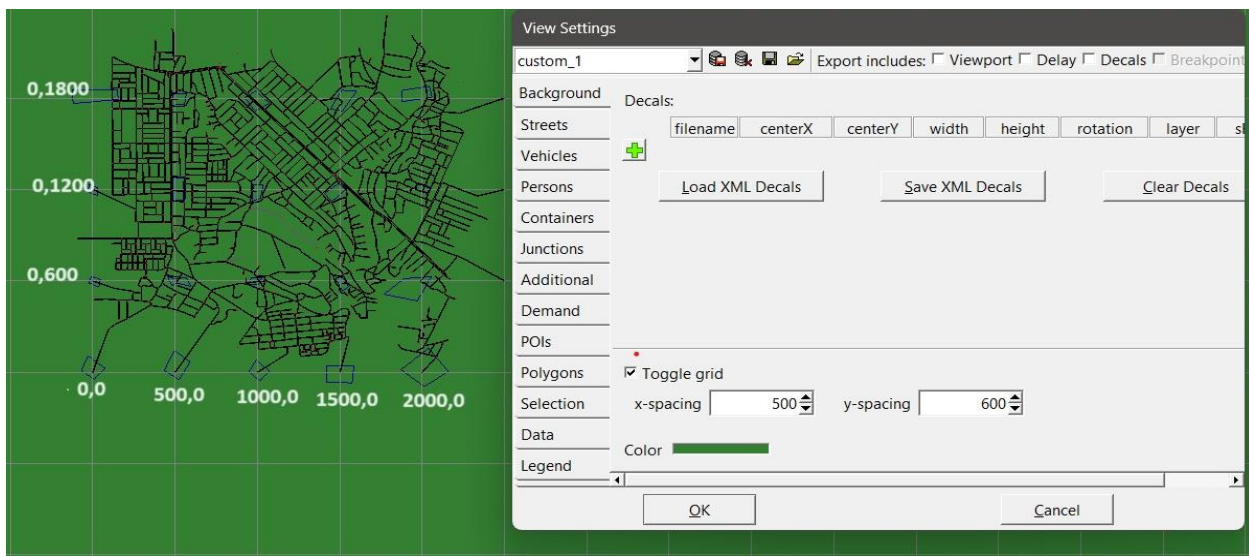 View Settings
custom_1
Export includes: Viewport Delay Decals Breakpoint
Background
Streets
Vehicles
Persons
Containers
Junctions
Additional
Demand
POIs
Polygons
Selection
Data
Legend
Decals:
filename centerX centerY width height rotation layer
Load XML Decals Save XML Decals Clear Decals
Toggle grid
x-spacing 500 y-spacing 600
Color
OK Cancel
0,1800
0,1200
0,600
0,0 500,0 1000,0 1500,0 2000,0